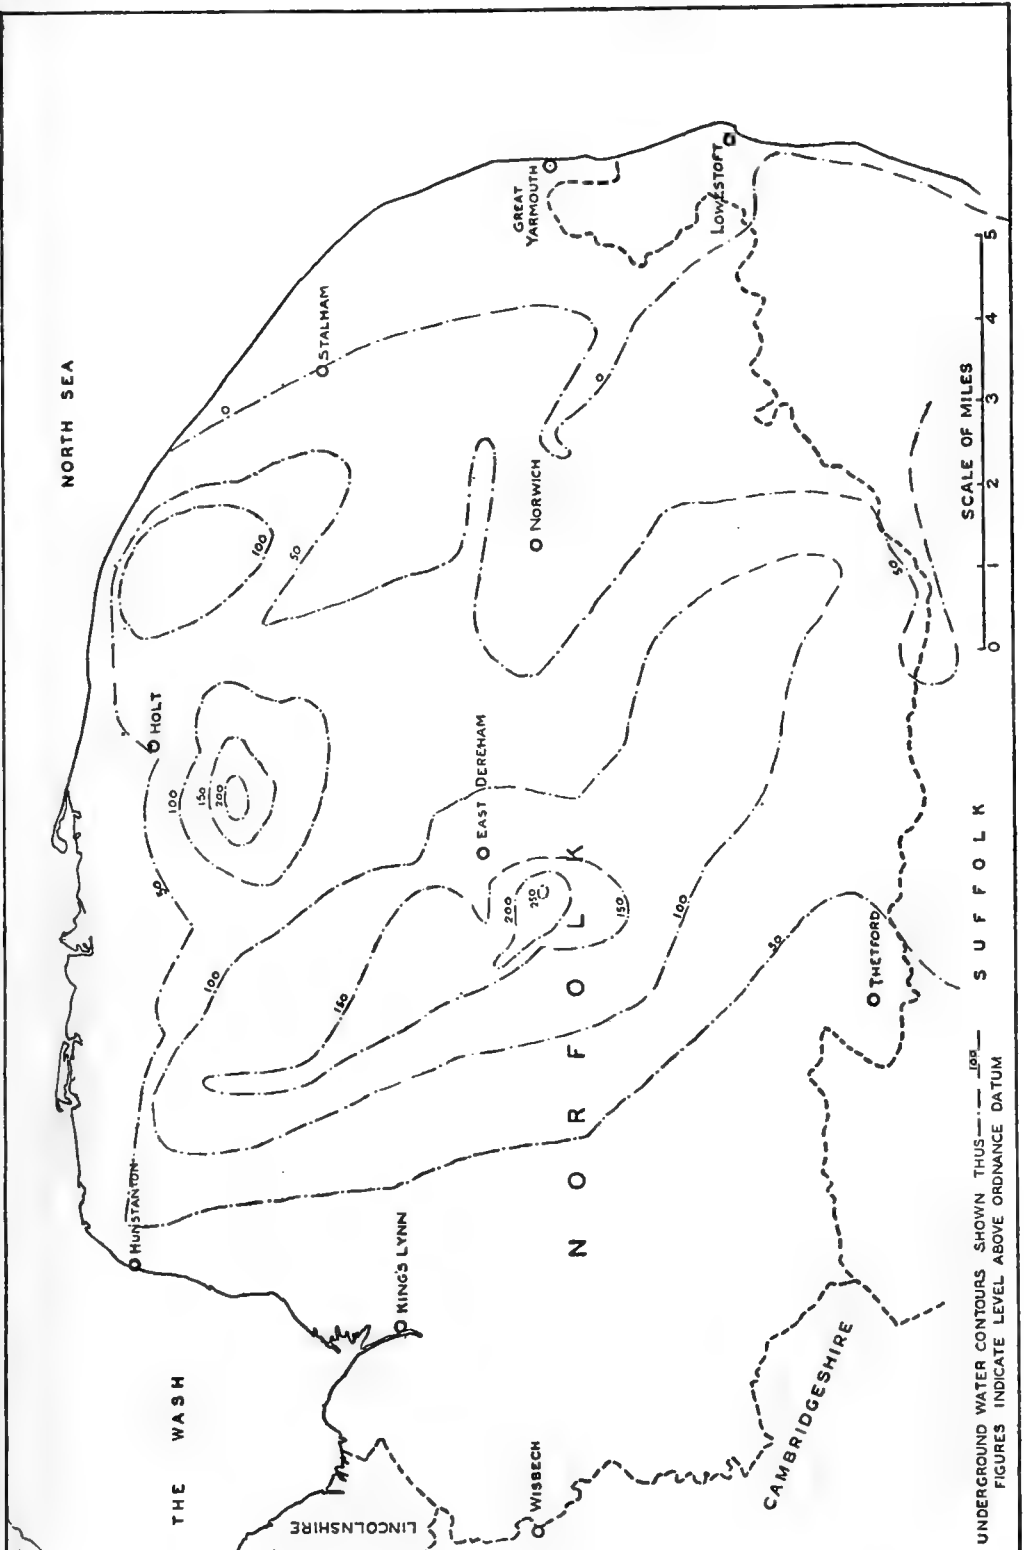 NORTH SEA
THE WASH
HUNSTANTON
HOLT
STALHAM
KING'S LYNN
EAST DEREHAM
NORWICH
GREAT
YARMOUTH
LOWESTOFT
WISBECH
THETFORD
NORFOLK
SUFFOLK
CAMBRIDGESHIRE
LINCOLNSHIRE
50
100
150
200
100
50
0
100
150
200
250
150
100
50
50
0
SCALE OF MILES
0 1 2 3 4 5
UNDERGROUND WATER CONTOURS SHOWN THUS —·— 100 —
FIGURES INDICATE LEVEL ABOVE ORDNANCE DATUM